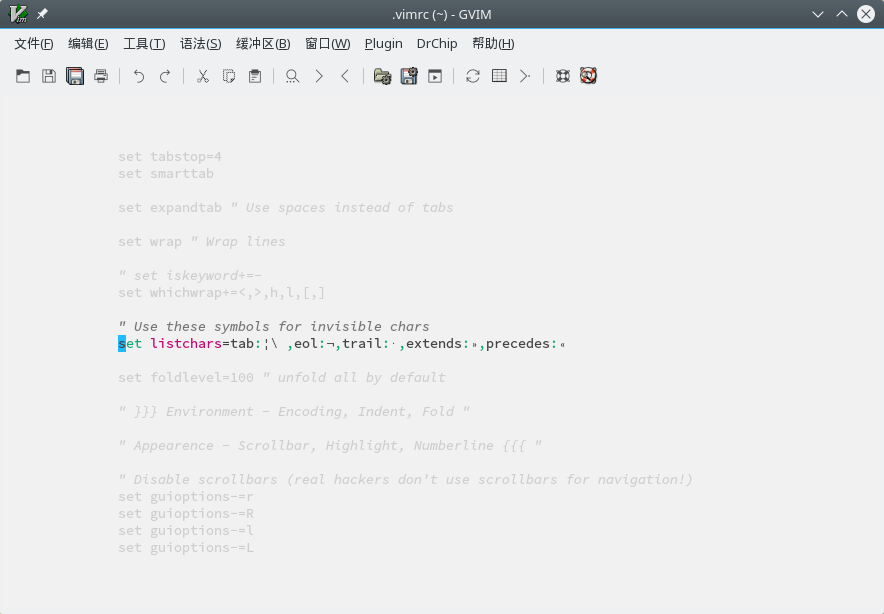 .vimrc (~) - GVIM
文件(F) 编辑(E) 工具(T) 语法(S) 缓冲区(B) 窗口(W) Plugin DrChip 帮助(H)
set tabstop=4
set smarttab
set expandtab " Use spaces instead of tabs
set wrap " Wrap lines
" set iskeyword+=-
set whichwrap+=<,>,h,l,[,]
" Use these symbols for invisible chars
set listchars=tab:¦\ ,eol:¬,trail:·,extends:»,precedes:«
set foldlevel=100 " unfold all by default
" }}} Environment - Encoding, Indent, Fold "
" Appearence - Scrollbar, Highlight, Numberline {{{ "
" Disable scrollbars (real hackers don't use scrollbars for navigation!)
set guioptions-=r
set guioptions-=R
set guioptions-=l
set guioptions-=L